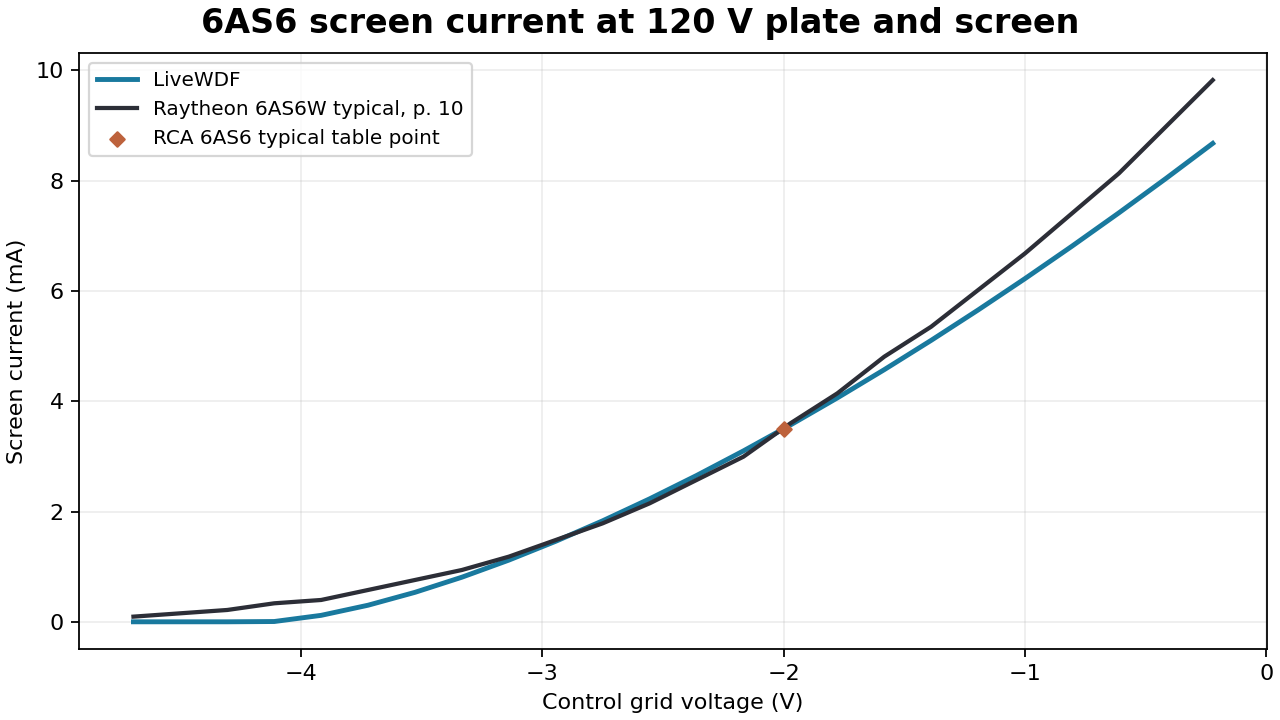 6AS6 screen current at 120 V plate and screen
LiveWDF
Raytheon 6AS6W typical, p. 10
RCA 6AS6 typical table point
Screen current (mA)
10
8
6
4
2
0
−4
−3
−2
−1
0
Control grid voltage (V)